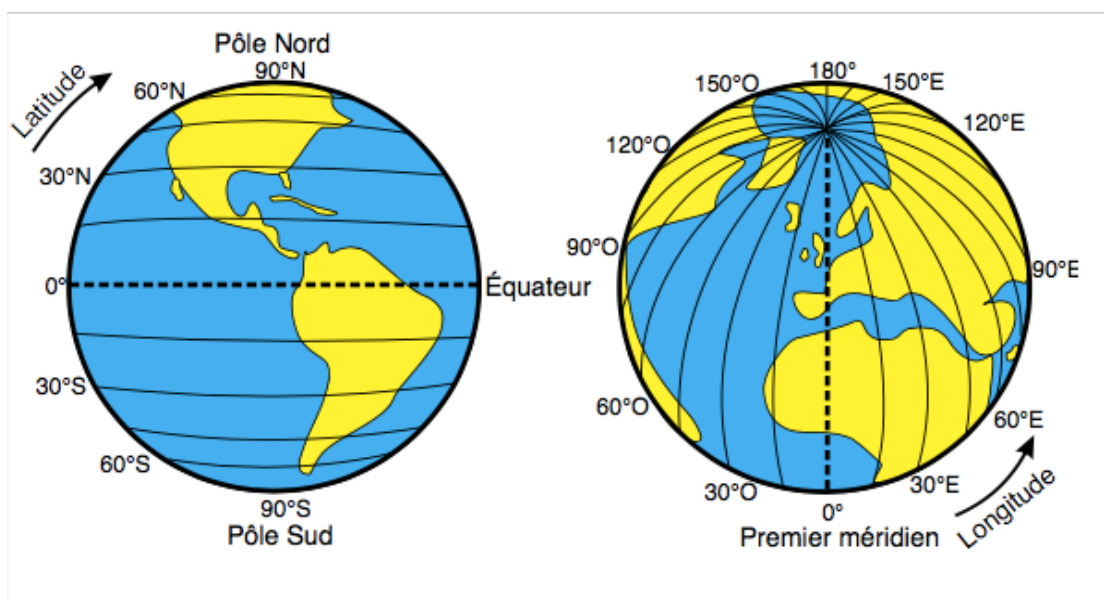 Pôle Nord
90°N
Latitude
60°N
30°N
0°
Équateur
30°S
60°S
90°S
Pôle Sud
180°
150°O
150°E
120°O
120°E
90°O
90°E
60°O
60°E
30°O
30°E
0°
Longitude
Premier méridien